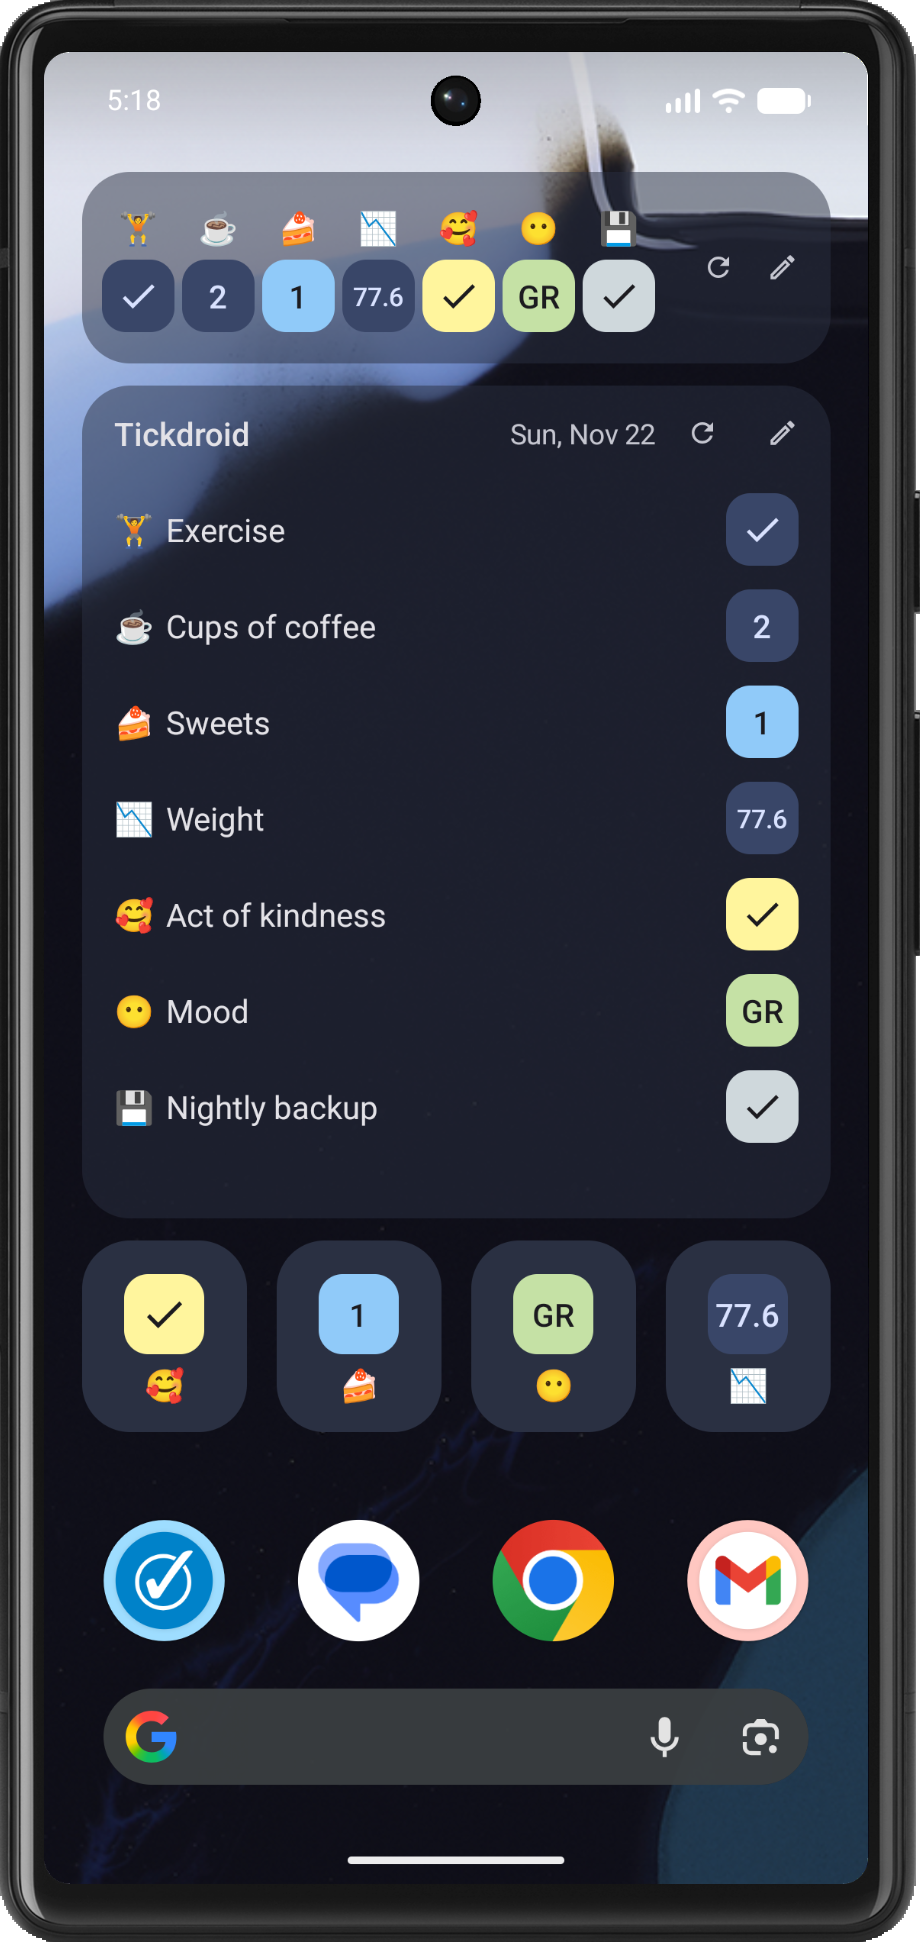 5:18
2 1 77.6 GR
Tickdroid Sun, Nov 22
Exercise
Cups of coffee 2
Sweets 1
Weight 77.6
Act of kindness
Mood GR
Nightly backup
1 GR 77.6